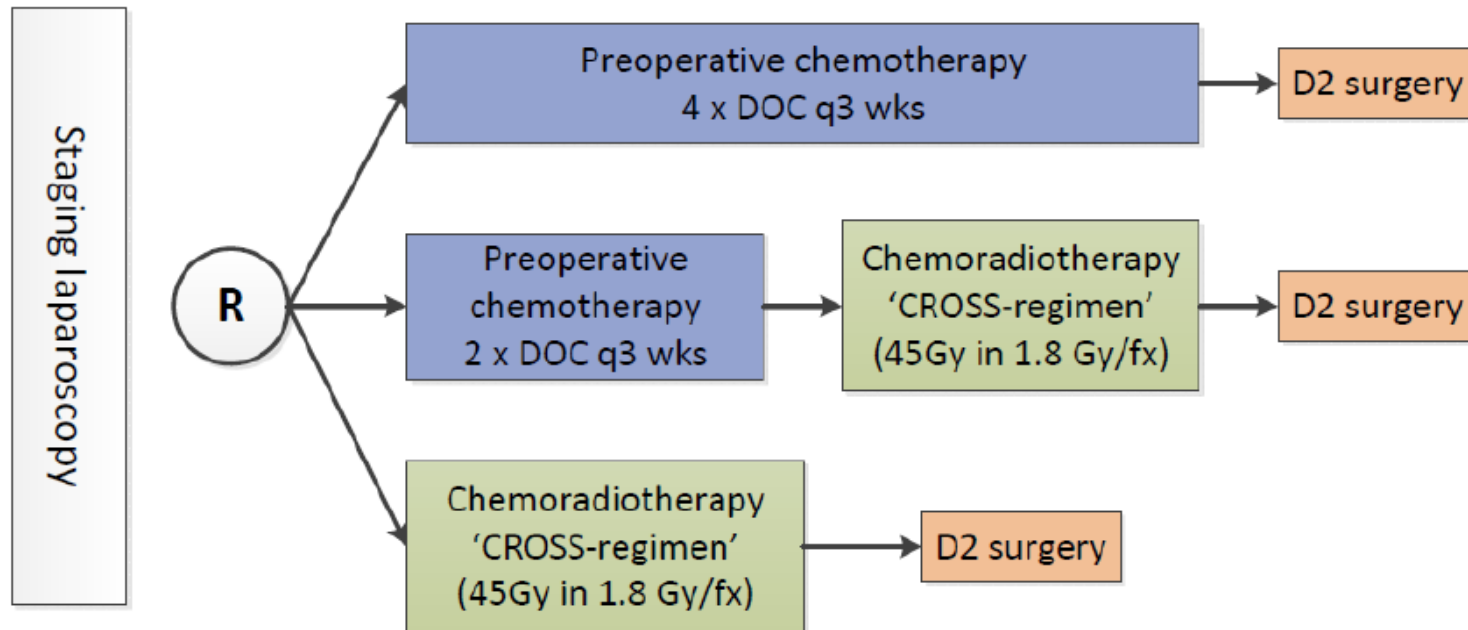 Staging laparoscopy
R
Preoperative chemotherapy
4 x DOC q3 wks
D2 surgery
Preoperative
chemotherapy
2 x DOC q3 wks
Chemoradiotherapy
‘CROSS-regimen’
(45Gy in 1.8 Gy/fx)
D2 surgery
Chemoradiotherapy
‘CROSS-regimen’
(45Gy in 1.8 Gy/fx)
D2 surgery